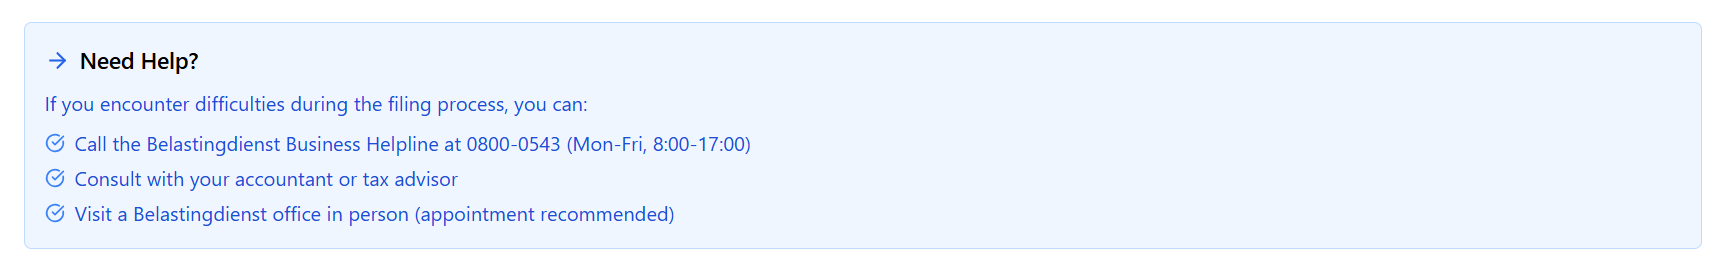 Need Help?
If you encounter difficulties during the filing process, you can:
Call the Belastingdienst Business Helpline at 0800-0543 (Mon-Fri, 8:00-17:00)
Consult with your accountant or tax advisor
Visit a Belastingdienst office in person (appointment recommended)